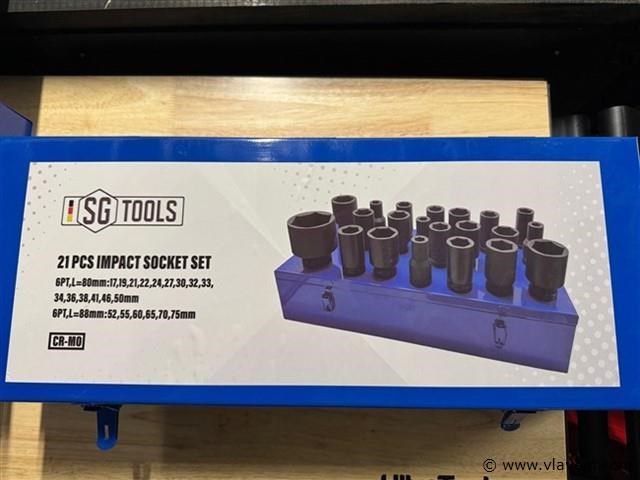 SG TOOLS
21 PCS IMPACT SOCKET SET
6PT,L=80mm:17,19,21,22,24,27,30,32,33,
34,36,38,41,46,50mm
6PT,L=88mm:52,55,60,65,70,75mm
CR-MO
© www.vla